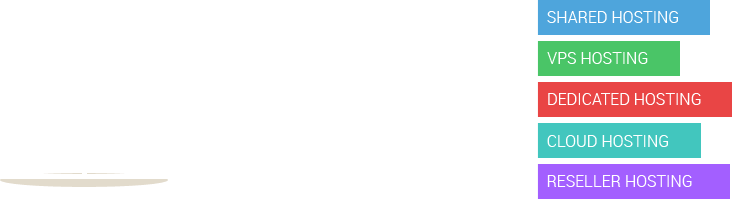 SHARED HOSTING
VPS HOSTING
DEDICATED HOSTING
CLOUD HOSTING
RESELLER HOSTING